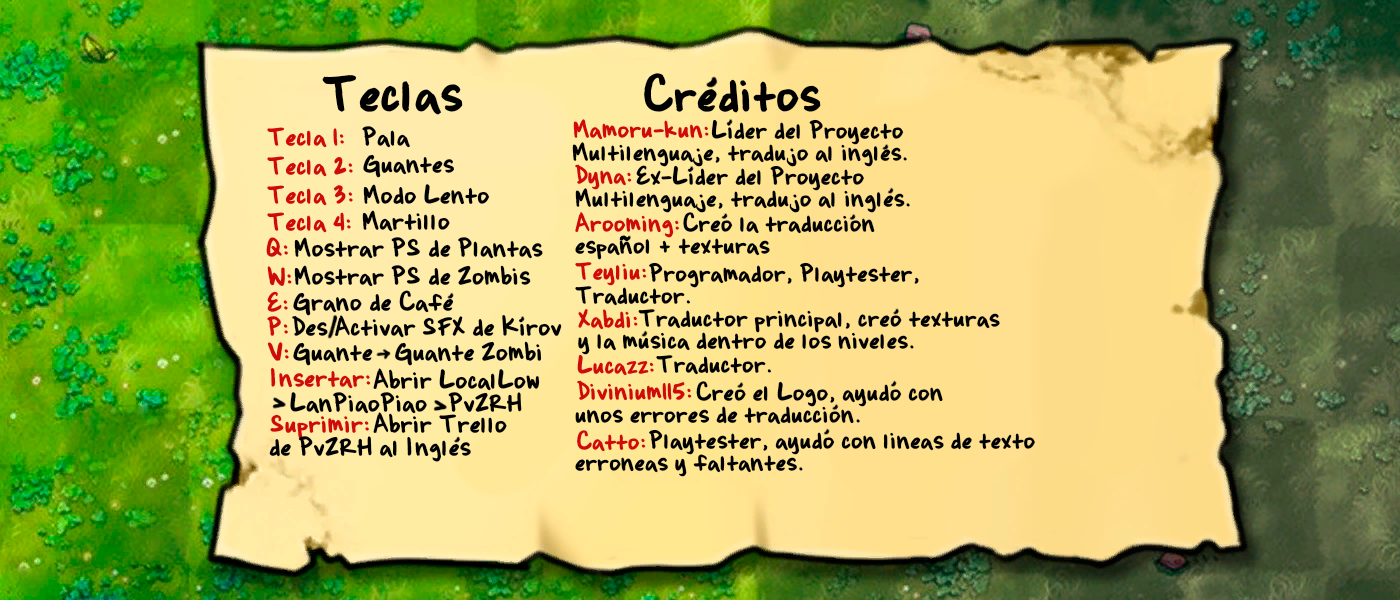 Teclas
Tecla 1: Pala
Tecla 2: Guantes
Tecla 3: Modo Lento
Tecla 4: Martillo
Q: Mostrar PS de Plantas
W: Mostrar PS de Zombis
E: Grano de Café
P: Des/Activar SFX de Kírov
V: Guante → Guante Zombi
Insertar: Abrir LocalLow
>LanPiaoPiao >PvZRH
Suprimir: Abrir Trello
de PvZRH al Inglés
Créditos
Mamoru-kun: Líder del Proyecto
Multilenguaje, tradujo al inglés.
Dyna: Ex-Líder del Proyecto
Multilenguaje, tradujo al inglés.
Arooming: Creó la traducción
español + texturas
Teyliu: Programador, Playtester,
Traductor.
Xabdi: Traductor principal, creó texturas
y la música dentro de los niveles.
Lucazz: Traductor.
Divinium115: Creó el Logo, ayudó con
unos errores de traducción.
Catto: Playtester, ayudó con lineas de texto
erroneas y faltantes.